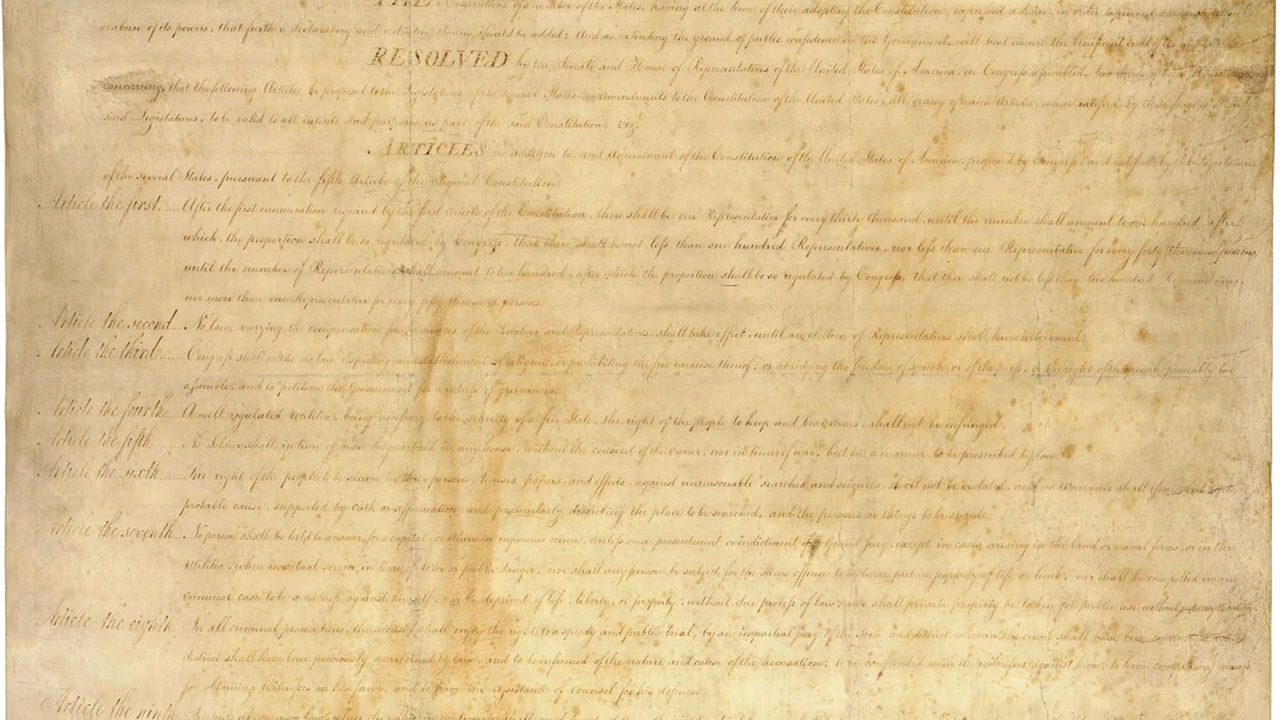 THE Conventions of a number of the States, having at the time of their adopting the Constitution, expressed a desire, in order to prevent
or abuse of its powers, that further declaratory and restrictive clauses should be added: And as extending the ground of public confidence in the Government, will best ensure the beneficent ends of its
RESOLVED by the Senate and House of Representatives of the United States of America, in Congress assembled, two thirds of both Houses
concurring, that the following Articles be proposed to the Legislatures of the several States, as amendments to the Constitution of the United States, all, or any of which Articles, when ratified by three fourths of the
said Legislatures, to be valid to all intents and purposes, as part of the said Constitution; viz.t
ARTICLES in addition to, and Amendment of the Constitution of the United States of America, proposed by Congress, and ratified by the Legislatures
of the several States, pursuant to the fifth Article of the original Constitution.
Article the first.... After the first enumeration required by the first Article of the Constitution, there shall be one Representative for every thirty thousand, until the number shall amount to one hundred, after
which, the proportion shall be so regulated by Congress, that there shall be not less than one hundred Representatives, nor less than one Representative for every forty thousand persons,
until the number of Representatives shall amount to two hundred, after which the proportion shall be so regulated by Congress, that there shall not be less than two hundred Representatives,
nor more than one Representative for every fifty thousand persons.
Article the second... No law, varying the compensation for the services of the Senators and Representatives, shall take effect, until an election of Representatives shall have intervened.
Article the third..... Congress shall make no law respecting an establishment of religion, or prohibiting the free exercise thereof; or abridging the freedom of speech, or of the press, or the right of the people peaceably to
assemble, and to petition the Government for a redress of grievances.
Article the fourth... A well regulated Militia, being necessary to the security of a free State, the right of the people to keep and bear Arms, shall not be infringed.
Article the fifth..... No Soldier shall, in time of peace be quartered in any house, without the consent of the owner, nor in time of war, but in a manner to be prescribed by law.
Article the sixth..... The right of the people to be secure in their persons, houses, papers, and effects, against unreasonable searches and seizures, shall not be violated, and no Warrants shall issue, but upon
probable cause, supported by oath or affirmation, and particularly describing the place to be searched, and the persons or things to be seized.
Article the seventh... No person shall be held to answer for a capital, or otherwise infamous crime, unless on a presentment or indictment of a Grand Jury, except in cases arising in the land or naval forces, or in the
Militia, when in actual service, in time of War or public danger; nor shall any person be subject for the same offence to be twice put in jeopardy of life or limb, nor shall be compelled in any
criminal case to be a witness against himself, nor be deprived of life, liberty, or property, without due process of law; nor shall private property be taken for public use, without just compensation.
Article the eighth. In all criminal prosecutions, the accused shall enjoy the right to a speedy and public trial, by an impartial jury of the State and district wherein the crime shall have been committed, which
district shall have been previously ascertained by law, and to be informed of the nature and cause of the accusation; to be confronted with the witnesses against him; to have compulsory process
for obtaining Witnesses in his favor, and to have the assistance of counsel for his defence.
Article the ninth